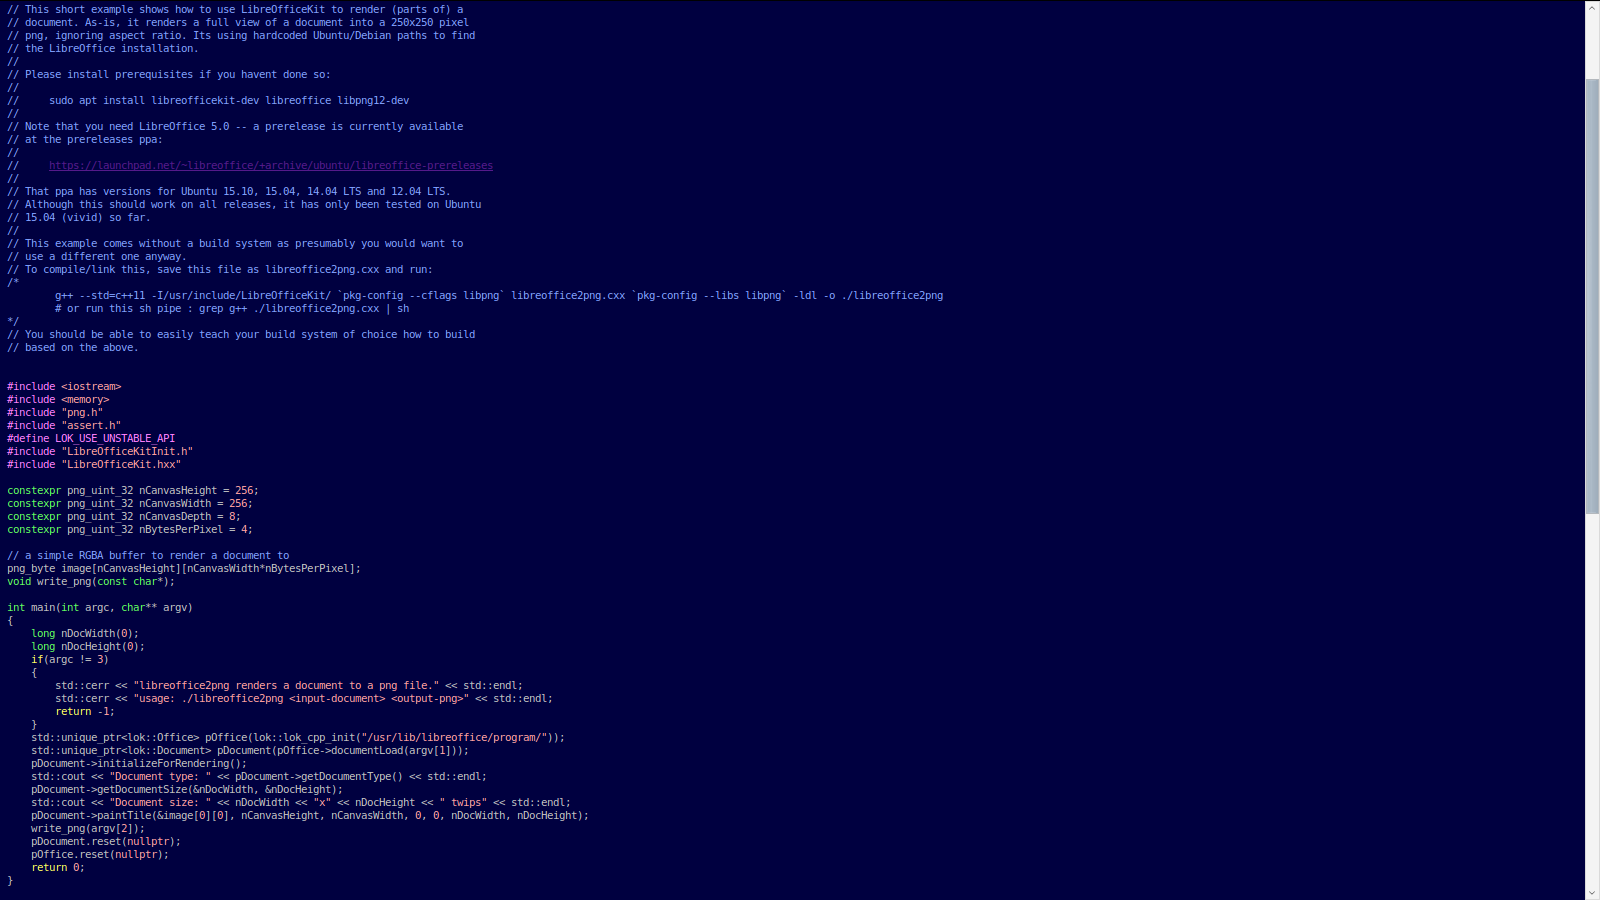 // This short example shows how to use LibreOfficeKit to render (parts of) a
// document. As-is, it renders a full view of a document into a 250x250 pixel
// png, ignoring aspect ratio. Its using hardcoded Ubuntu/Debian paths to find
// the LibreOffice installation.
//
// Please install prerequisites if you havent done so:
//
//     sudo apt install libreofficekit-dev libreoffice libpng12-dev
//
// Note that you need LibreOffice 5.0 -- a prerelease is currently available
// at the prereleases ppa:
//
//     https://launchpad.net/~libreoffice/+archive/ubuntu/libreoffice-prereleases
//
// That ppa has versions for Ubuntu 15.10, 15.04, 14.04 LTS and 12.04 LTS.
// Although this should work on all releases, it has only been tested on Ubuntu
// 15.04 (vivid) so far.
//
// This example comes without a build system as presumably you would want to
// use a different one anyway.
// To compile/link this, save this file as libreoffice2png.cxx and run:
/*
        g++ --std=c++11 -I/usr/include/LibreOfficeKit/ `pkg-config --cflags libpng` libreoffice2png.cxx `pkg-config --libs libpng` -ldl -o ./libreoffice2png
        # or run this sh pipe : grep g++ ./libreoffice2png.cxx | sh
*/
// You should be able to easily teach your build system of choice how to build
// based on the above.


#include <iostream>
#include <memory>
#include "png.h"
#include "assert.h"
#define LOK_USE_UNSTABLE_API
#include "LibreOfficeKitInit.h"
#include "LibreOfficeKit.hxx"

constexpr png_uint_32 nCanvasHeight = 256;
constexpr png_uint_32 nCanvasWidth = 256;
constexpr png_uint_32 nCanvasDepth = 8;
constexpr png_uint_32 nBytesPerPixel = 4;

// a simple RGBA buffer to render a document to
png_byte image[nCanvasHeight][nCanvasWidth*nBytesPerPixel];
void write_png(const char*);

int main(int argc, char** argv)
{
    long nDocWidth(0);
    long nDocHeight(0);
    if(argc != 3)
    {
        std::cerr << "libreoffice2png renders a document to a png file." << std::endl;
        std::cerr << "usage: ./libreoffice2png <input-document> <output-png>" << std::endl;
        return -1;
    }
    std::unique_ptr<lok::Office> pOffice(lok::lok_cpp_init("/usr/lib/libreoffice/program/"));
    std::unique_ptr<lok::Document> pDocument(pOffice->documentLoad(argv[1]));
    pDocument->initializeForRendering();
    std::cout << "Document type: " << pDocument->getDocumentType() << std::endl;
    pDocument->getDocumentSize(&nDocWidth, &nDocHeight);
    std::cout << "Document size: " << nDocWidth << "x" << nDocHeight << " twips" << std::endl;
    pDocument->paintTile(&image[0][0], nCanvasHeight, nCanvasWidth, 0, 0, nDocWidth, nDocHeight);
    write_png(argv[2]);
    pDocument.reset(nullptr);
    pOffice.reset(nullptr);
    return 0;
}